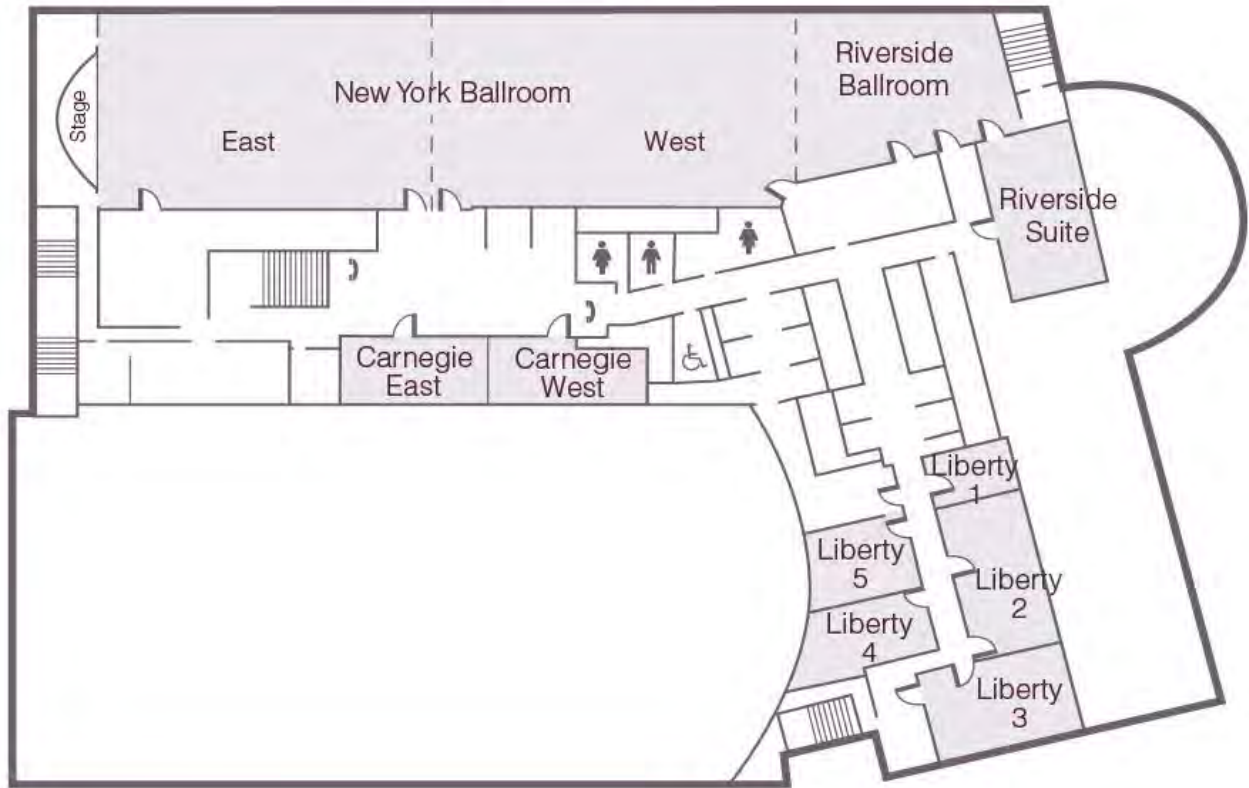 Riverside
Ballroom
New York Ballroom
Stage
East
West
Riverside
Suite
Carnegie
East
Carnegie
West
Liberty
1
Liberty
5
Liberty
2
Liberty
4
Liberty
3